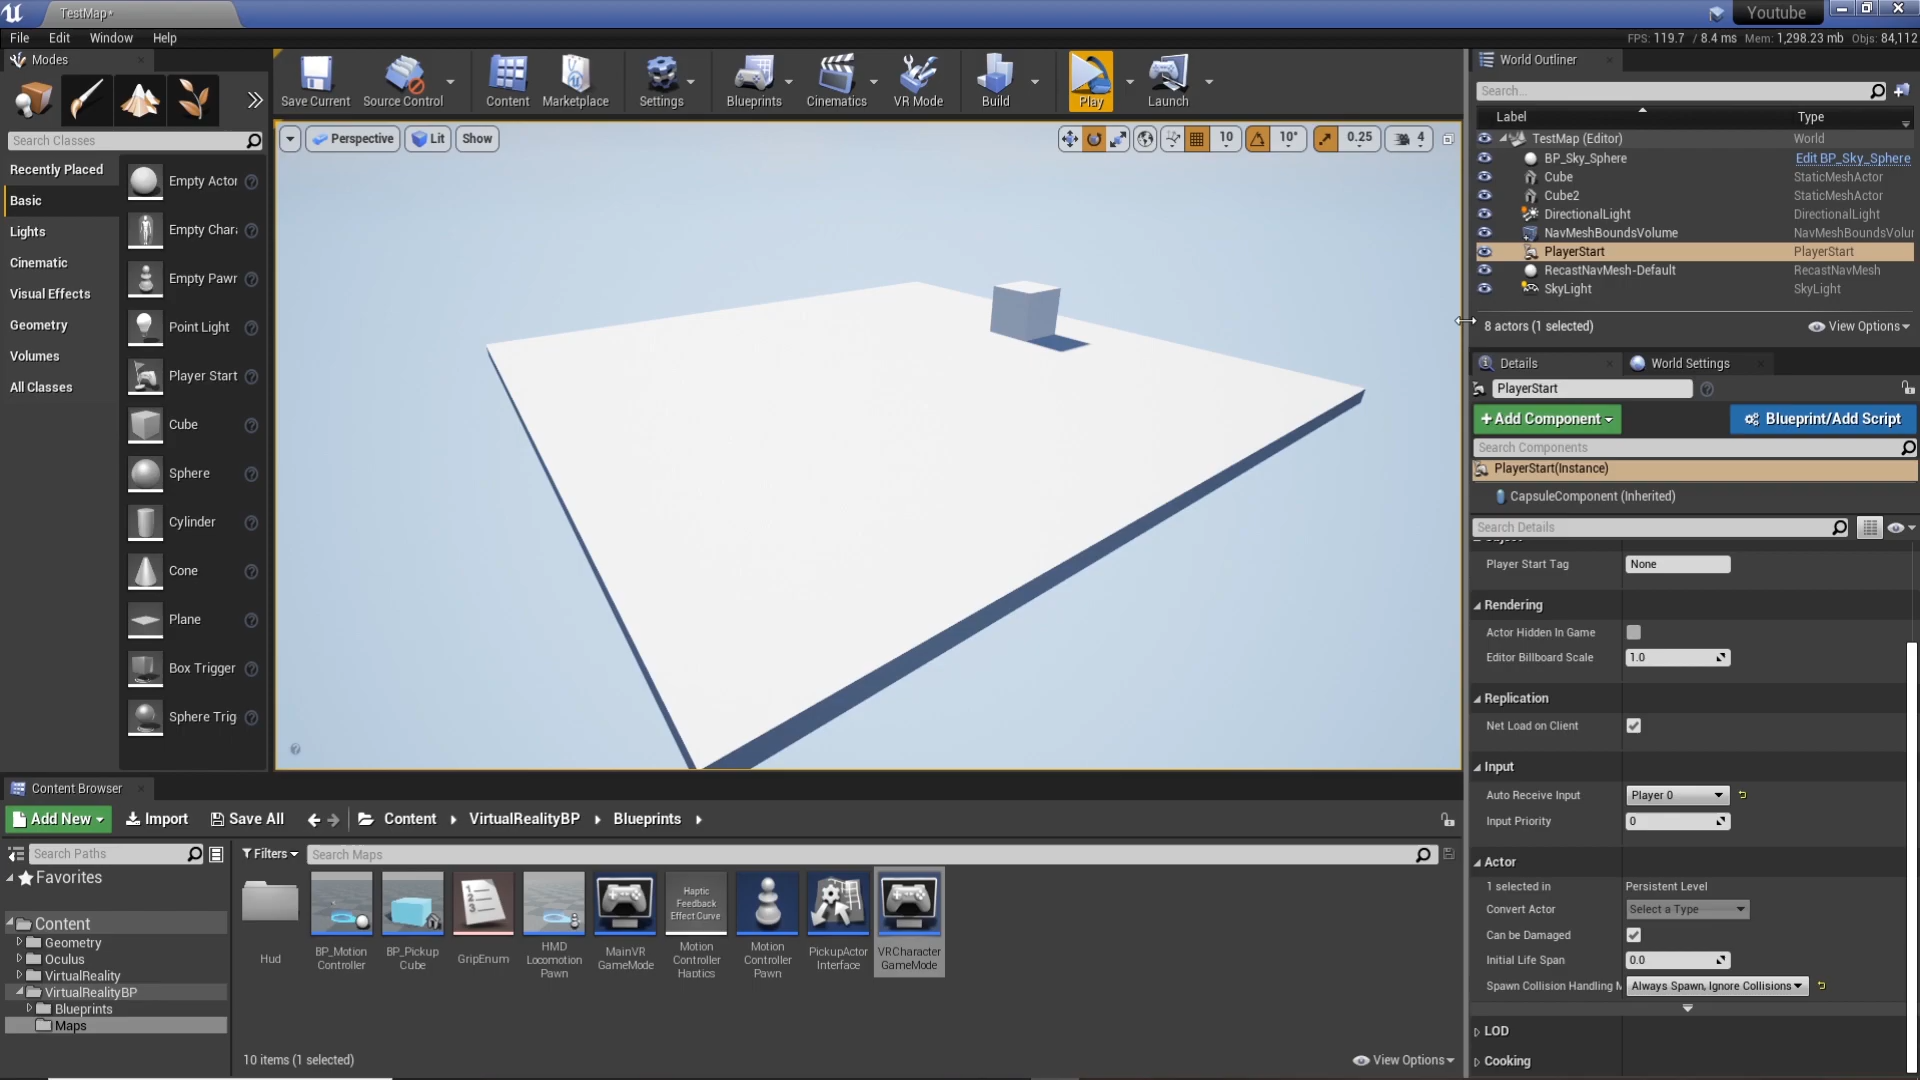 TestMap*
Youtube
File Edit Window Help
FPS: 119.7 / 8.4 ms Mem: 1,298.23 mb Objs: 84,112
Modes
Search Classes
Recently Placed
Basic
Lights
Cinematic
Visual Effects
Geometry
Volumes
All Classes
Empty Actor
Empty Char
Empty Pawn
Point Light
Player Start
Cube
Sphere
Cylinder
Cone
Plane
Box Trigger
Sphere Trig
Save Current
Source Control
Content
Marketplace
Settings
Blueprints
Cinematics
VR Mode
Build
Play
Launch
Perspective Lit Show
10 10° 0.25 4
World Outliner
Search...
Label Type
TestMap (Editor) World
BP_Sky_Sphere Edit BP_Sky_Sphere
Cube StaticMeshActor
Cube2 StaticMeshActor
DirectionalLight DirectionalLight
NavMeshBoundsVolume NavMeshBoundsVolu
PlayerStart PlayerStart
RecastNavMesh-Default RecastNavMesh
SkyLight SkyLight
8 actors (1 selected) View Options
Details World Settings
PlayerStart
+Add Component Blueprint/Add Script
Search Components
PlayerStart(Instance)
CapsuleComponent (Inherited)
Search Details
Player Start Tag None
Rendering
Actor Hidden In Game
Editor Billboard Scale 1.0
Replication
Net Load on Client
Input
Auto Receive Input Player 0
Input Priority 0
Actor
1 selected in Persistent Level
Convert Actor Select a Type
Can be Damaged
Initial Life Span 0.0
Spawn Collision Handling M Always Spawn, Ignore Collisions
LOD
Cooking
Content Browser
Add New Import Save All Content VirtualRealityBP Blueprints
Search Paths
Filters Search Maps
Favorites
Content
Geometry
Oculus
VirtualReality
VirtualRealityBP
Blueprints
Maps
Hud
BP_Motion
Controller
BP_Pickup
Cube
GripEnum
HMD
Locomotion
Pawn
MainVR
GameMode
Haptic
Feedback
Effect Curve
Motion
Controller
Haptics
Motion
Controller
Pawn
PickupActor
Interface
VRCharacter
GameMode
10 items (1 selected) View Options